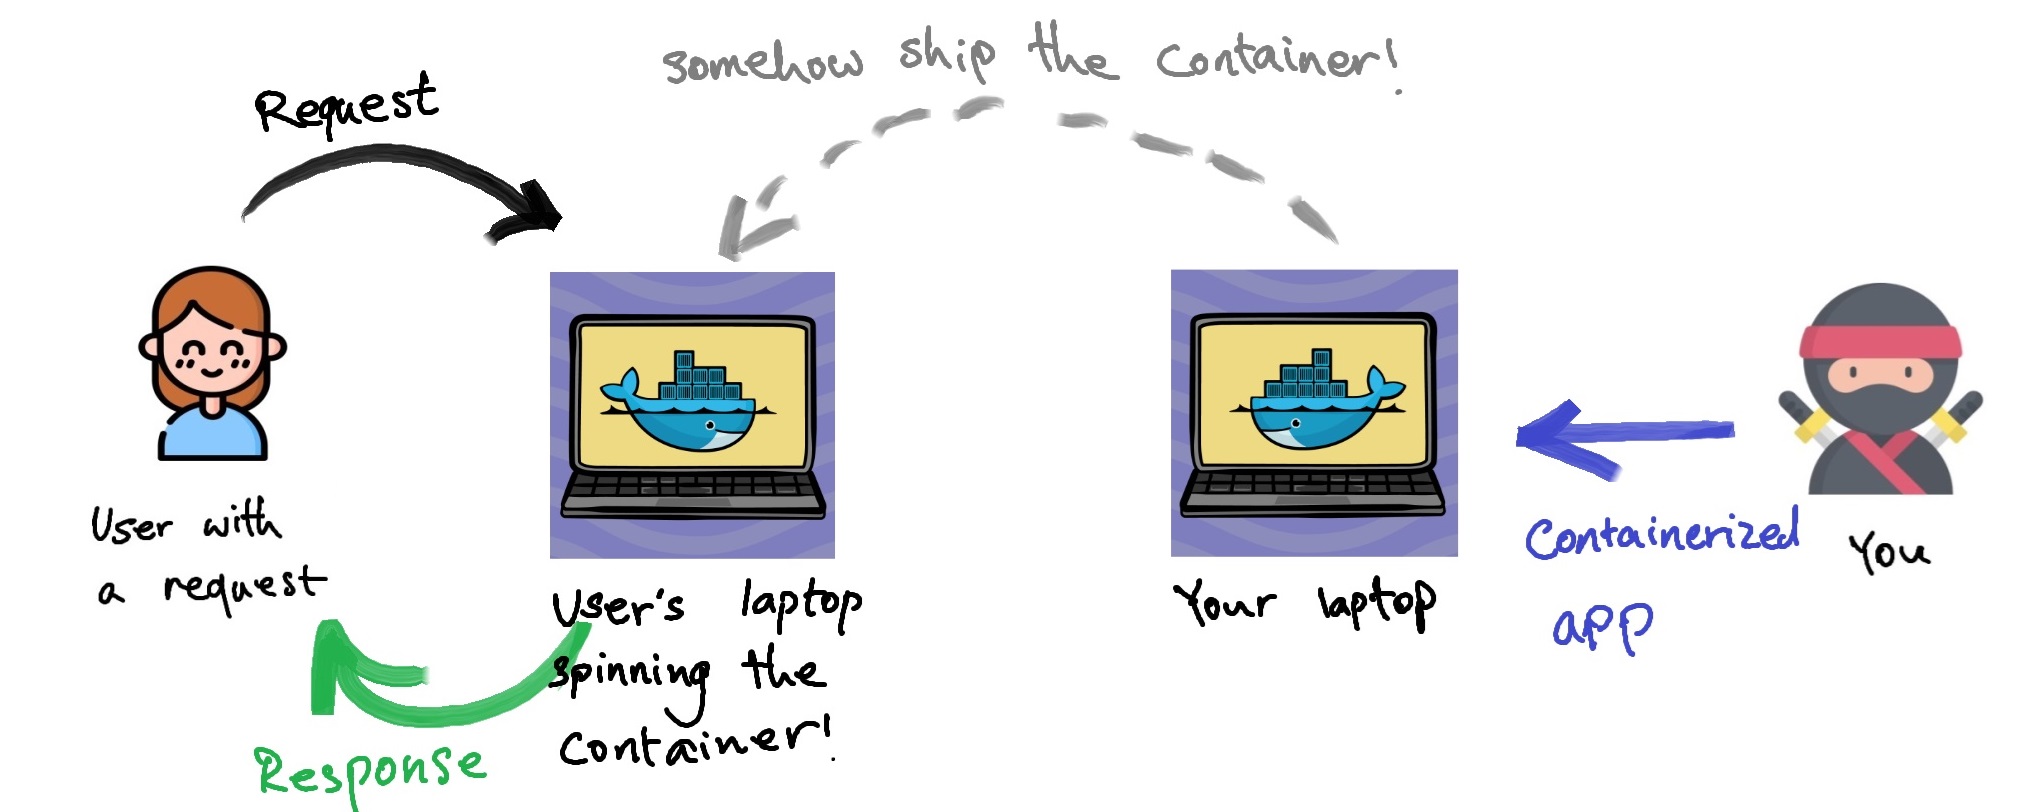 somehow ship the container!
Request
User with
a request
User's laptop
spinning the
container!
Your laptop
Containerized
app
You
Response